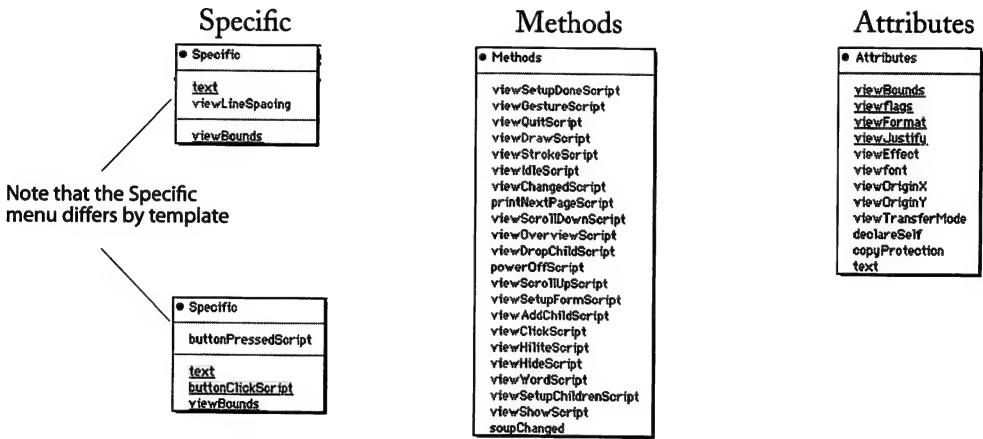 Specific
Specific
text
viewLineSpacing
viewBounds
Note that the Specific
menu differs by template
Specific
buttonPressedScript
text
buttonClickScript
viewBounds
Methods
Methods
viewSetupDoneScript
viewGestureScript
viewQuitScript
viewDrawScript
viewStrokeScript
viewIdleScript
viewChangedScript
printNextPageScript
viewScrollDownScript
viewOverviewScript
viewDropChildScript
powerOffScript
viewScrollUpScript
viewSetupFormScript
viewAddChildScript
viewClickScript
viewHiliteScript
viewHideScript
viewWordScript
viewSetupChildrenScript
viewShowScript
soupChanged
Attributes
Attributes
viewBounds
viewflags
viewFormat
viewJustify
viewEffect
viewfont
viewOriginX
viewOriginY
viewTransferMode
declareSelf
copyProtection
text